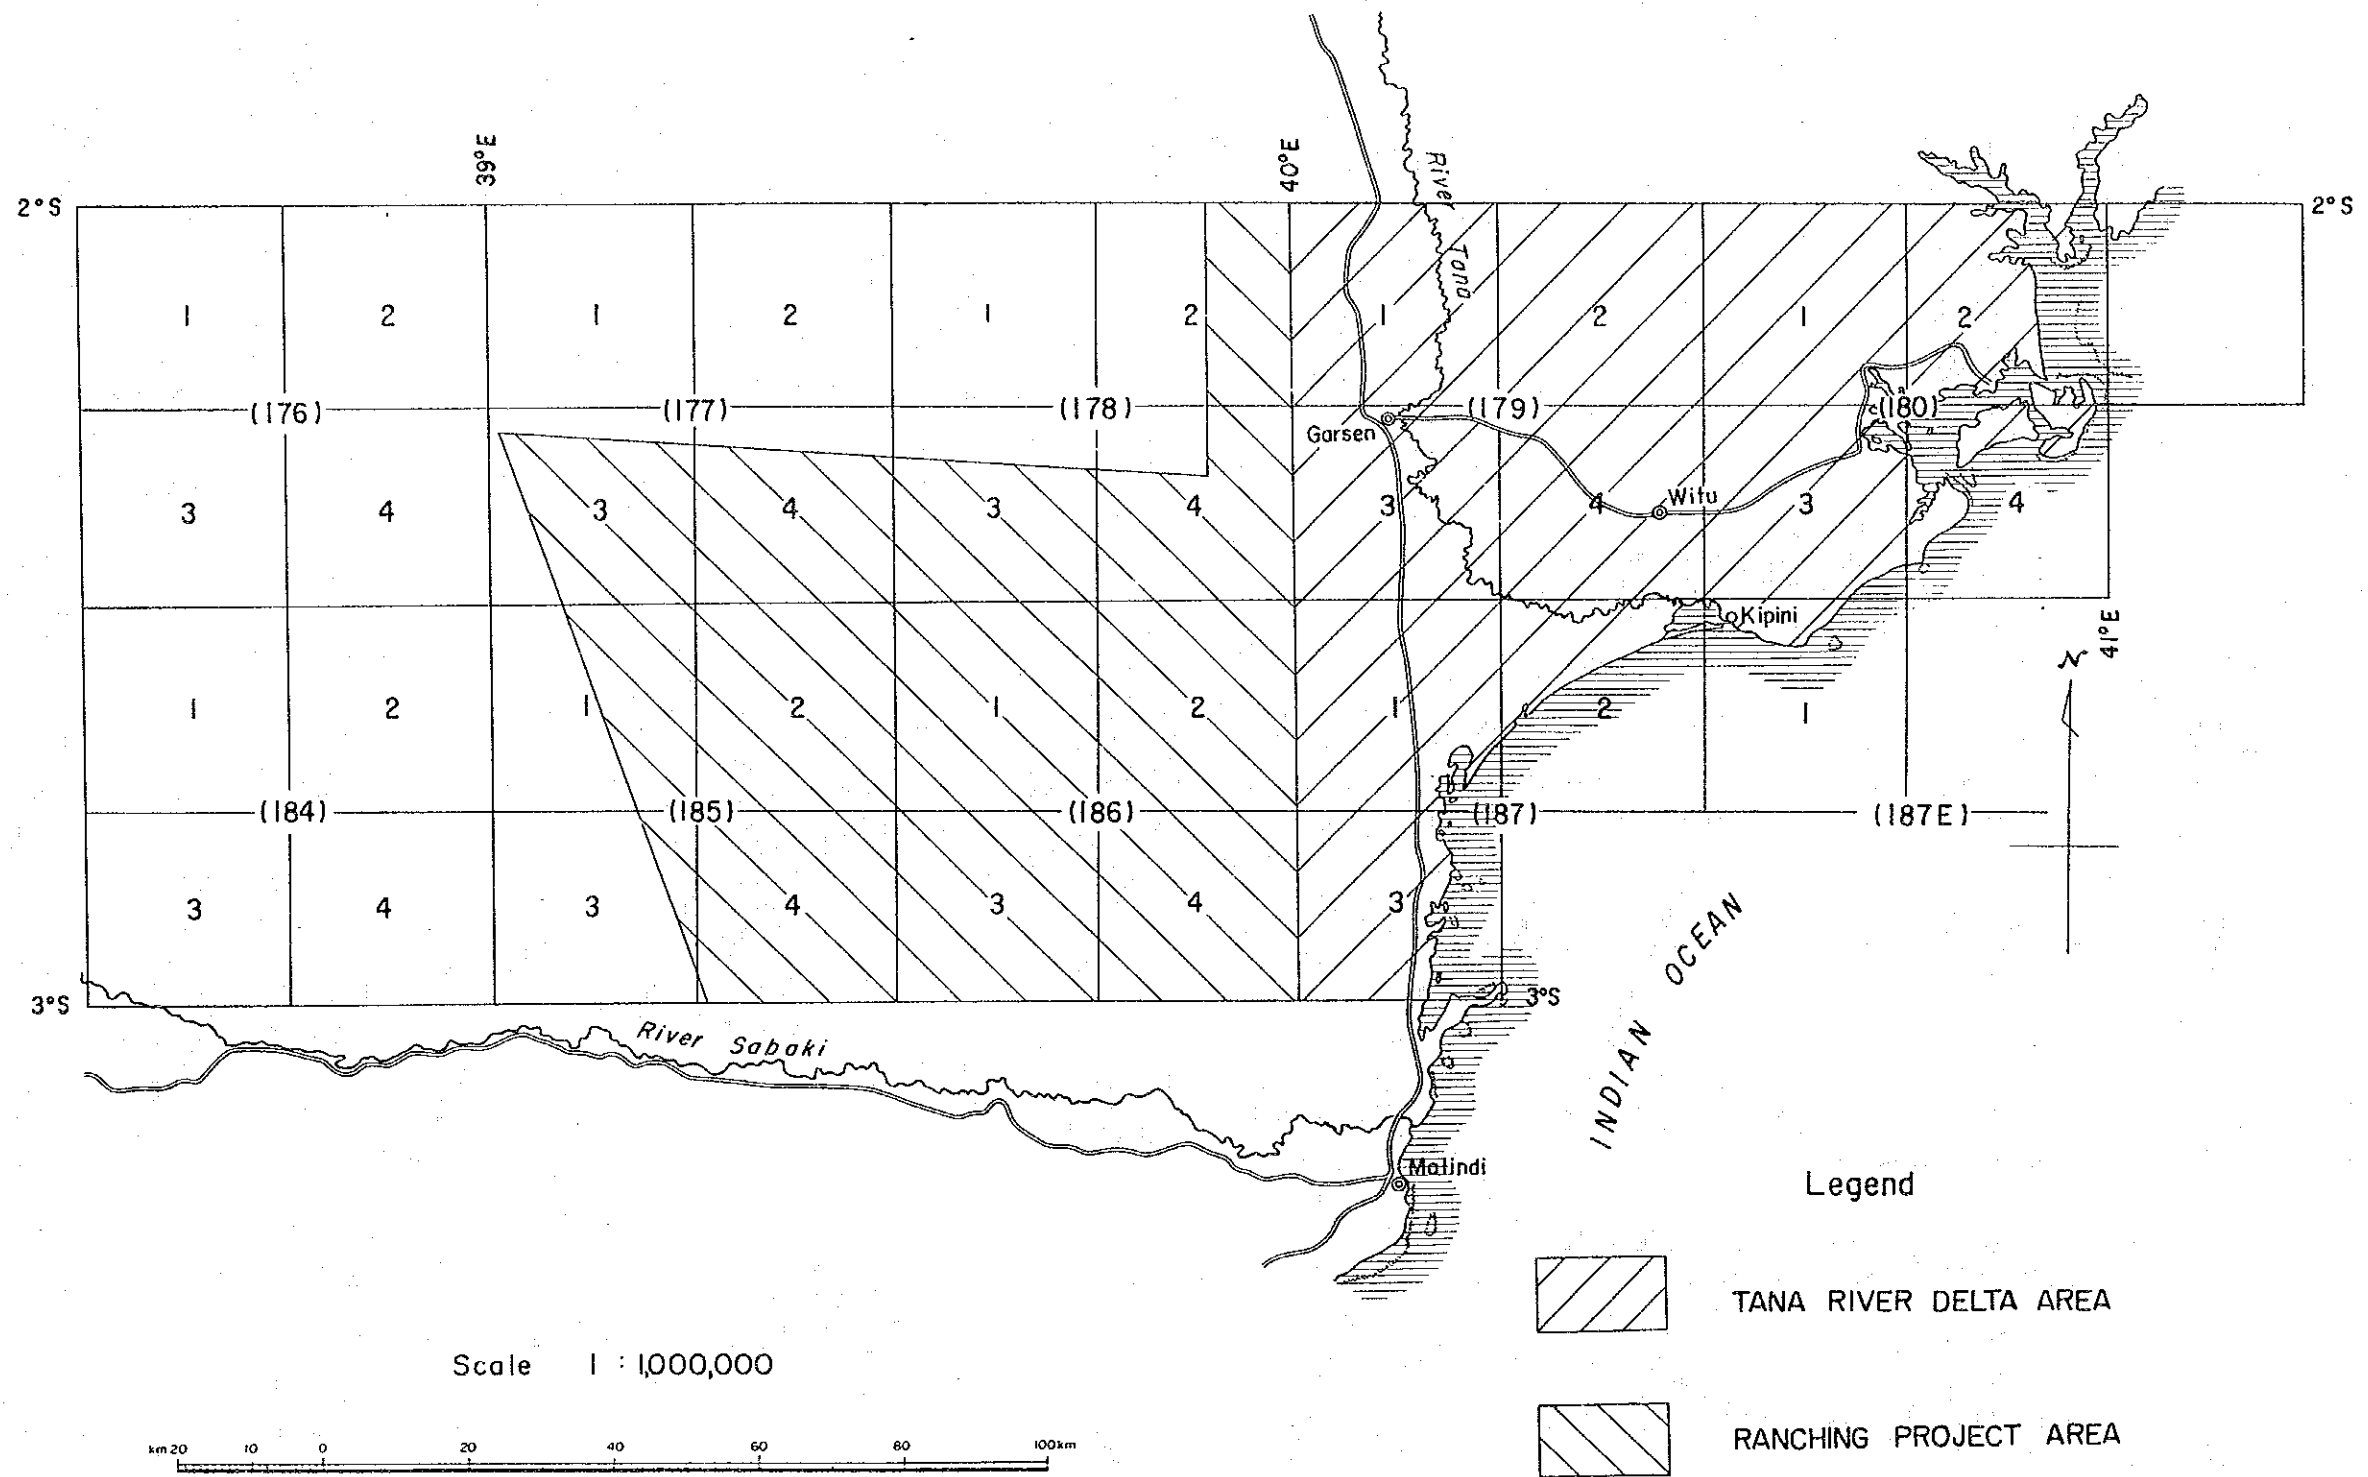 39°E
40°E
River Tana
2°S
2°S
1 2 1 2 1 2 1 2 1 2
(176) (177) (178) (179) (180)
Garsen
Witu
3 4 3 4 3 4 3 4 3 4
Kipini
41°E
N
1 2 1 2 1 2 1 2 1
(184) (185) (186) (187) (187E)
3 4 3 4 3 4 3
INDIAN OCEAN
3°S
3°S
River Sabaki
Malindi
Legend
TANA RIVER DELTA AREA
Scale 1 : 1,000,000
RANCHING PROJECT AREA
km 20 10 0 20 40 60 80 100km